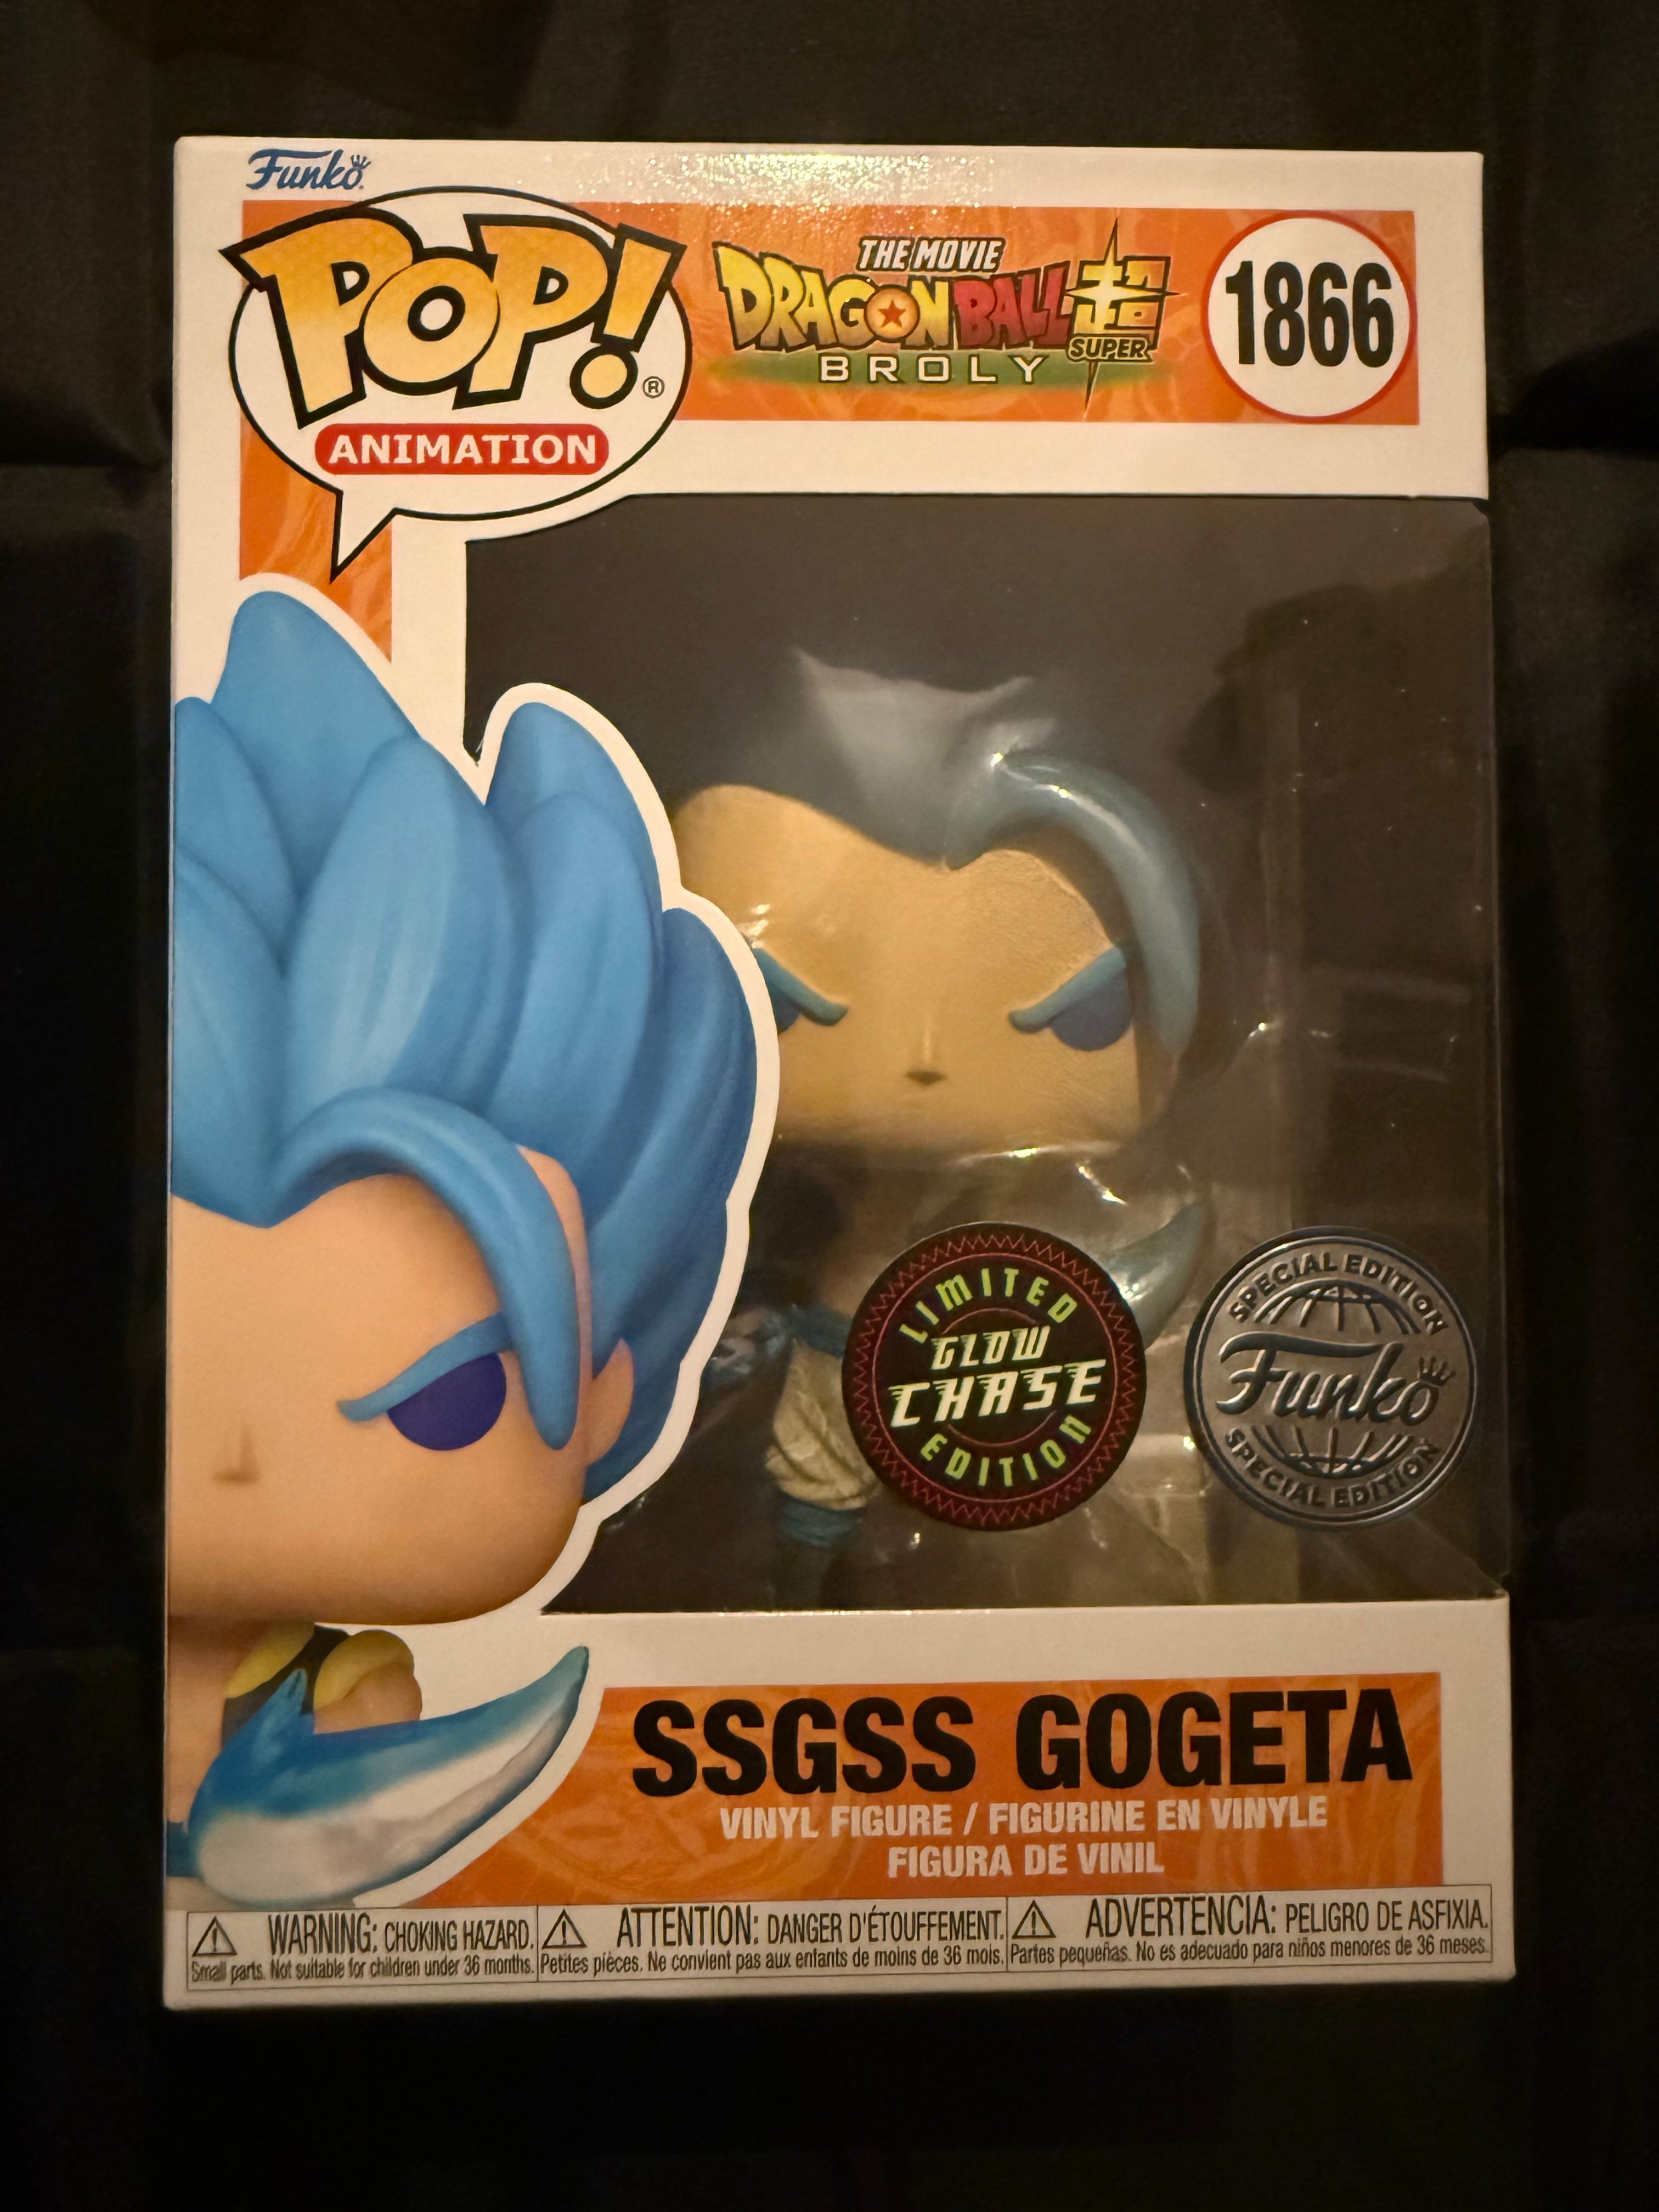 Funko
POP!®
ANIMATION
THE MOVIE
DRAGON BALL 超
SUPER
BROLY
1866
LIMITED
GLOW
CHASE
EDITION
SPECIAL EDITION
Funko
SPECIAL EDITION
SSGSS GOGETA
VINYL FIGURE / FIGURINE EN VINYLE
FIGURA DE VINIL
WARNING: CHOKING HAZARD.
Small parts. Not suitable for children under 36 months.
ATTENTION: DANGER D'ÉTOUFFEMENT.
Petites pièces. Ne convient pas aux enfants de moins de 36 mois.
ADVERTENCIA: PELIGRO DE ASFIXIA.
Partes pequeñas. No es adecuado para niños menores de 36 meses.